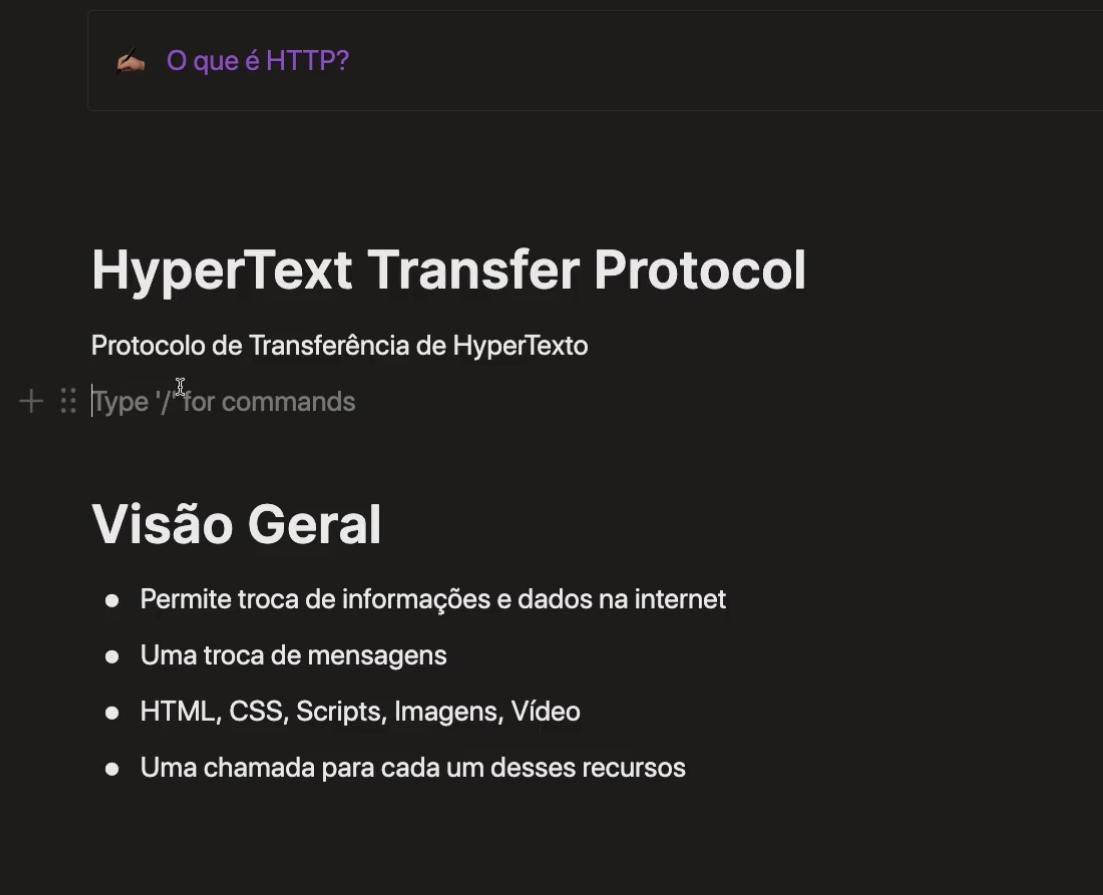 O que é HTTP?
HyperText Transfer Protocol
Protocolo de Transferência de HyperTexto
Type '/' for commands
Visão Geral
Permite troca de informações e dados na internet
Uma troca de mensagens
HTML, CSS, Scripts, Imagens, Vídeo
Uma chamada para cada um desses recursos